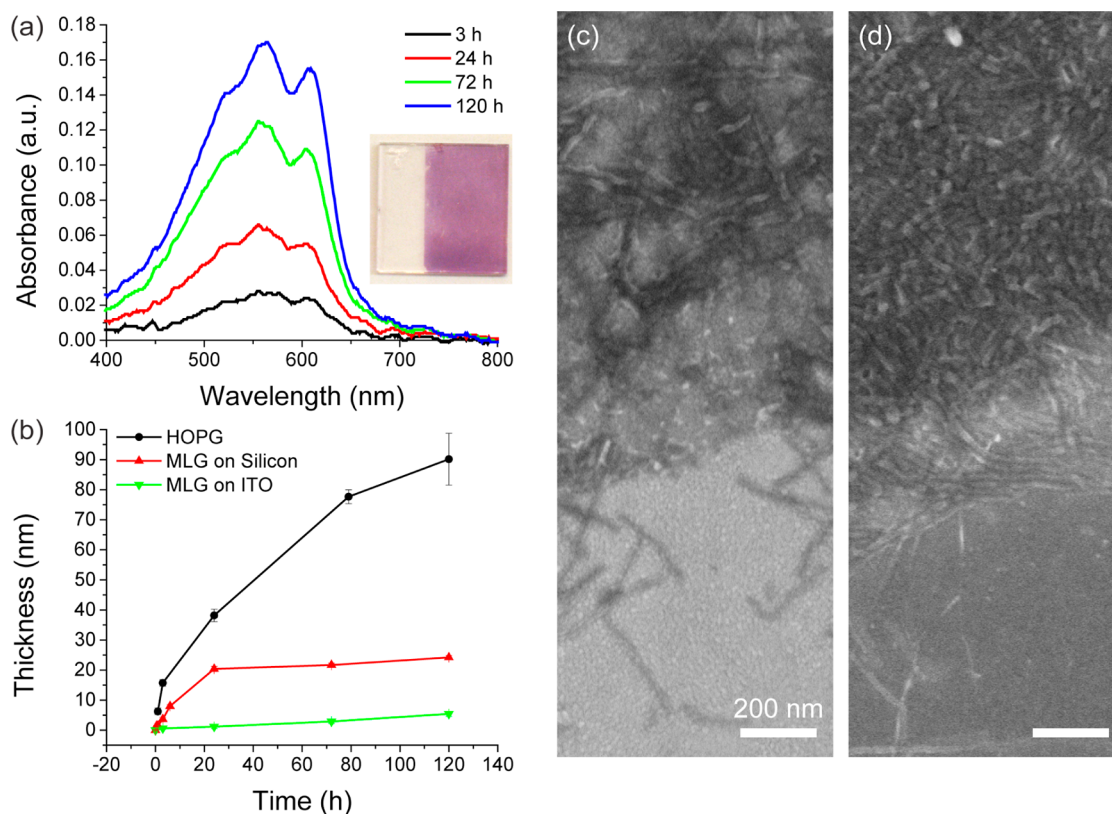 (a)
0.18
0.16
0.14
0.12
0.10
0.08
0.06
0.04
0.02
0.00
Absorbance (a.u.)
3 h
24 h
72 h
120 h
400 500 600 700 800
Wavelength (nm)
(b)
100
90
80
70
60
50
40
30
20
10
0
Thickness (nm)
HOPG
MLG on Silicon
MLG on ITO
-20 0 20 40 60 80 100 120 140
Time (h)
(c)
200 nm
(d)